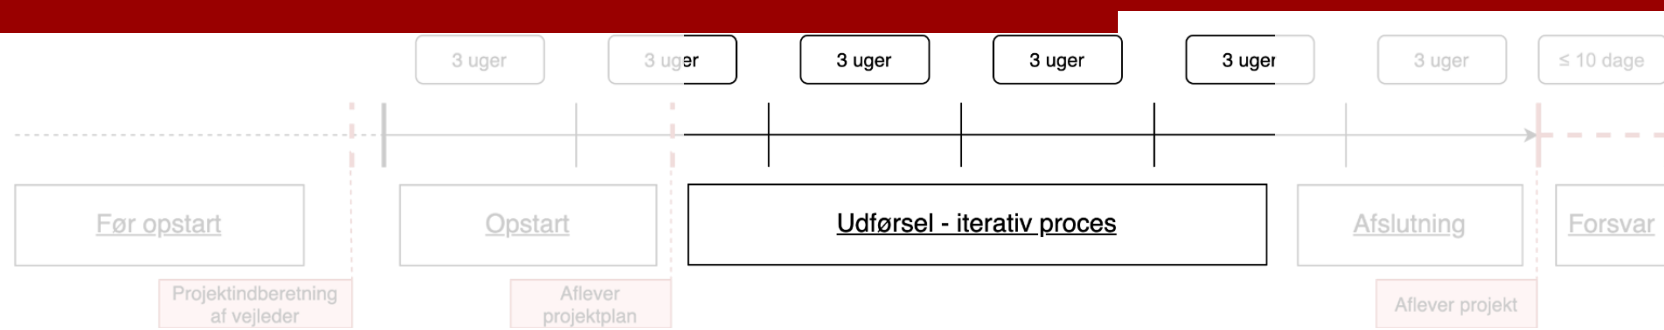 3 uger
3 uger
3 uger
3 uger
3 uger
3 uger
≤ 10 dage
Før opstart
Opstart
Udførsel - iterativ proces
Afslutning
Forsvar
Projektindberetning
af vejleder
Aflever
projektplan
Aflever projekt